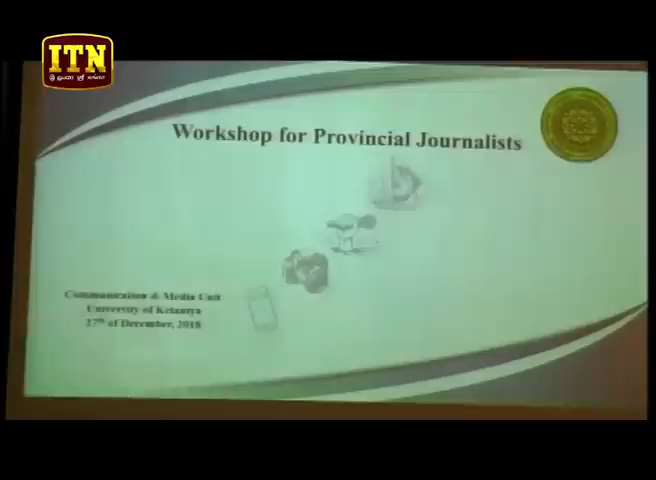 ITN
Workshop for Provincial Journalists
Communication & Media Unit
University of Kelaniya
27th of December, 2018